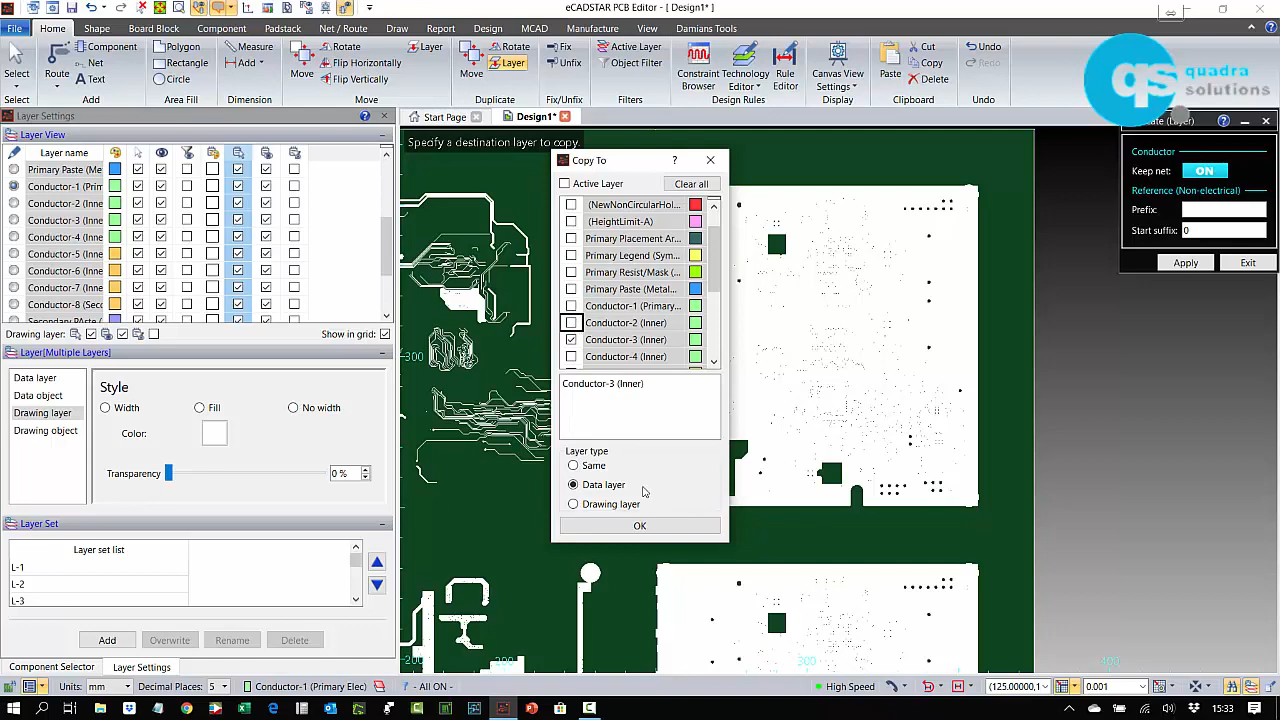 eCADSTAR PCB Editor - [ Design1* ]
File Home Shape Board Block Component Padstack Net / Route Draw Report Design MCAD Manufacture View Damians Tools
Component Polygon Measure Rotate Layer Rotate Fix Active Layer Cut Undo
Select Route Net Rectangle Add Move Flip Horizontally Move Layer Unfix Object Filter Constraint Browser Technology Editor Rule Editor Canvas View Settings Paste Copy Redo
Text Circle Flip Vertically Delete
Select Add Area Fill Dimension Move Duplicate Fix/Unfix Filters Design Rules Display Clipboard Undo
qs quadra solutions
Layer Settings
Start Page Design1*
Layer View
Specify a destination layer to copy.
Layer name
Primary Paste (Me
Conductor-1 (Prim
Conductor-2 (Inne
Conductor-3 (Inne
Conductor-4 (Inne
Conductor-5 (Inne
Conductor-6 (Inne
Conductor-7 (Inne
Conductor-8 (Seco
Drawing layer: Show in grid:
Layer[Multiple Layers]
Data layer
Data object
Drawing layer
Drawing object
Style
Width Fill No width
Color:
Transparency 0 %
Layer Set
Layer set list
L-1
L-2
L-3
Add Overwrite Rename Delete
Component Selector Layer Settings
Copy To
Active Layer Clear all
(NewNonCircularHol...
(HeightLimit-A)
Primary Placement Ar...
Primary Legend (Sym...
Primary Resist/Mask (...
Primary Paste (Metal...
Conductor-1 (Primary...
Conductor-2 (Inner)
Conductor-3 (Inner)
Conductor-4 (Inner)
Conductor-3 (Inner)
Layer type
Same
Data layer
Drawing layer
OK
(Layer)
Conductor
Keep net: ON
Reference (Non-electrical)
Prefix:
Start suffix: 0
Apply Exit
300
200
300 400
Units: mm Decimal Places: 5 Conductor-1 (Primary Elec) - All ON - High Speed (125.00000,1 0.001
15:33